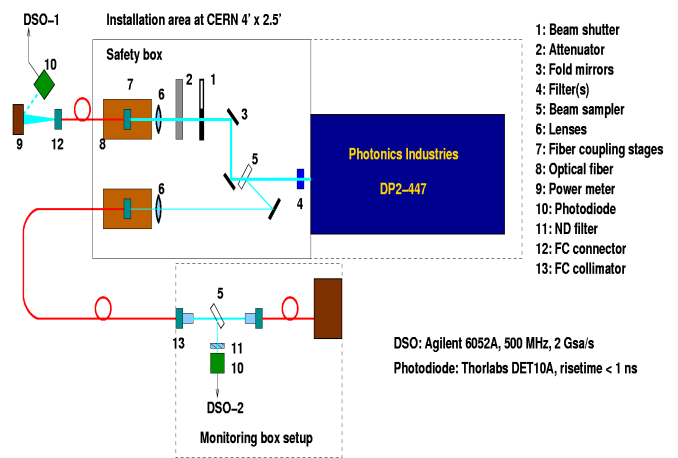 DSO-1
Installation area at CERN 4' x 2.5'
Safety box
10
7
6
2
1
3
9
12
8
5
4
6
Photonics Industries
DP2-447
1: Beam shutter
2: Attenuator
3: Fold mirrors
4: Filter(s)
5: Beam sampler
6: Lenses
7: Fiber coupling stages
8: Optical fiber
9: Power meter
10: Photodiode
11: ND filter
12: FC connector
13: FC collimator
5
13
11
10
DSO-2
Monitoring box setup
DSO: Agilent 6052A, 500 MHz, 2 Gsa/s
Photodiode: Thorlabs DET10A, risetime < 1 ns